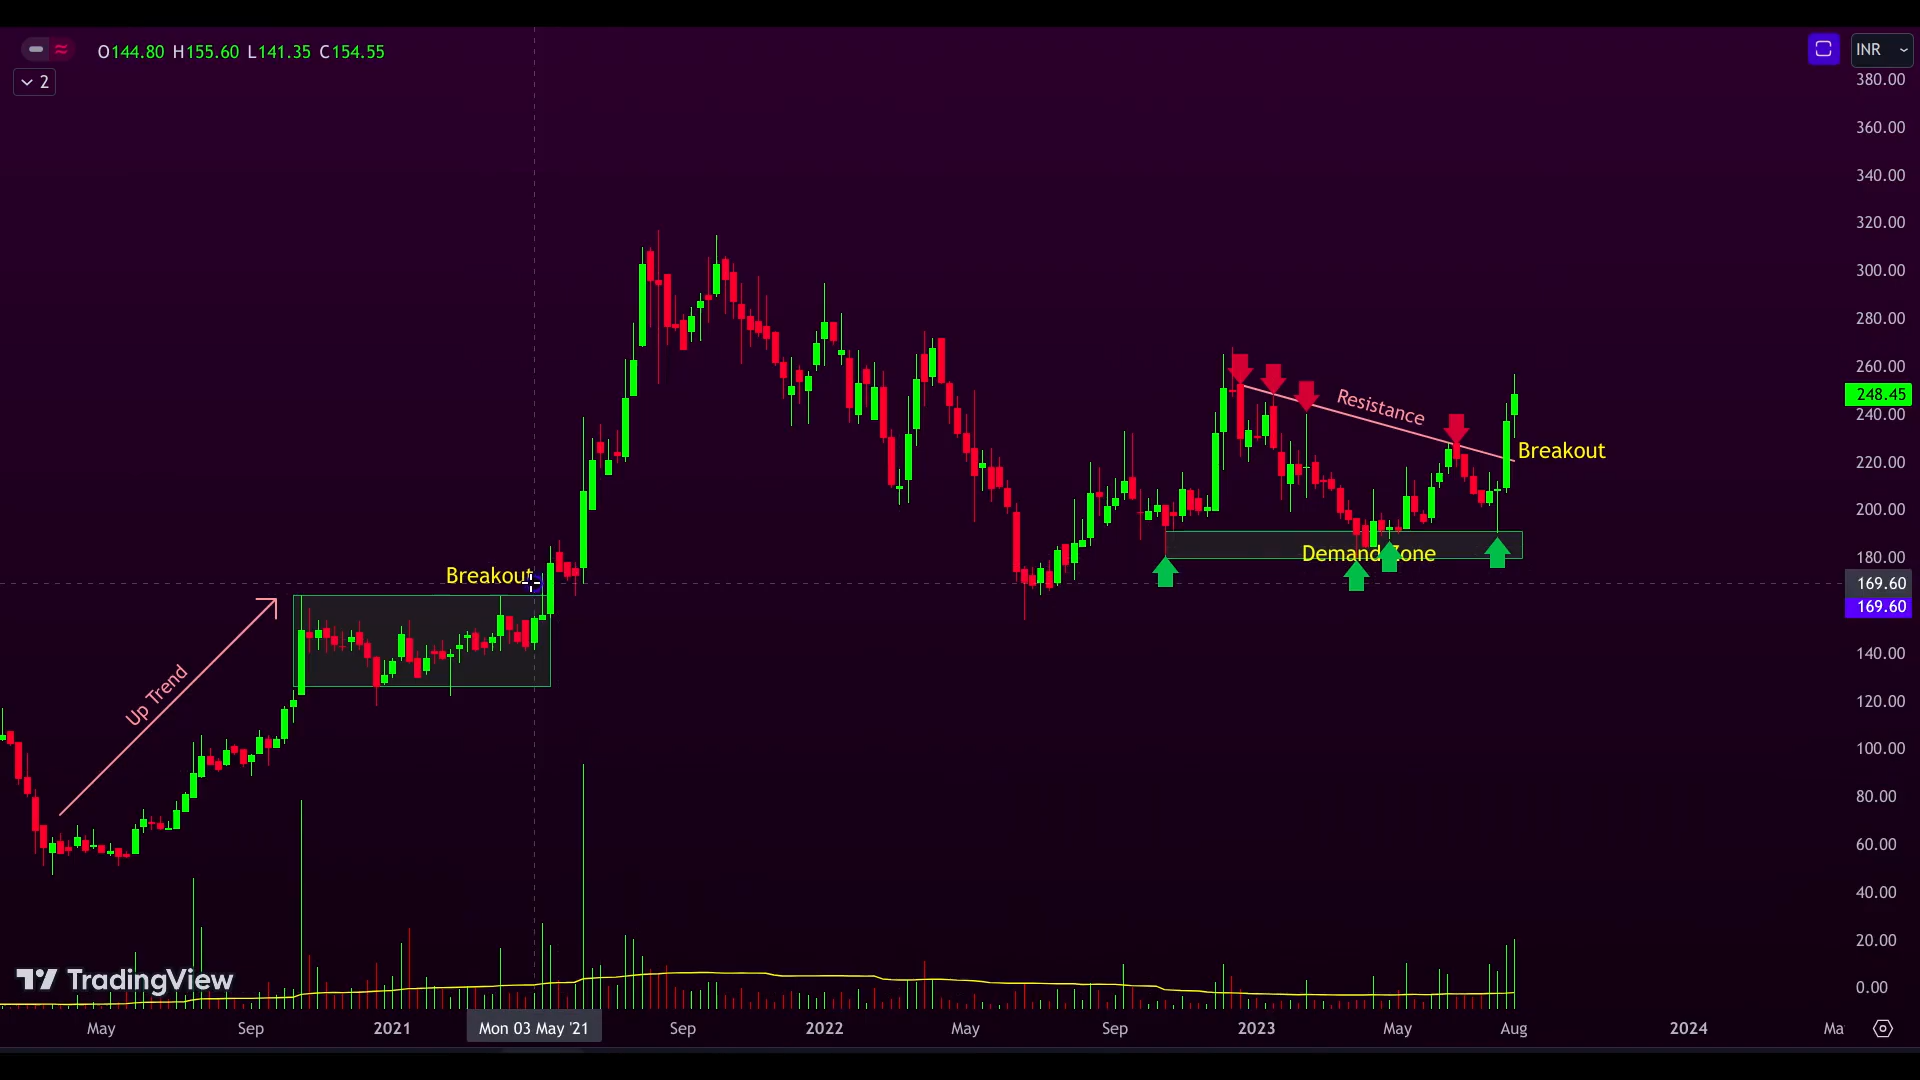 O144.80 H155.60 L141.35 C154.55
2
INR
380.00
360.00
340.00
320.00
300.00
280.00
260.00
248.45
240.00
220.00
200.00
180.00
169.60
169.60
140.00
120.00
100.00
80.00
60.00
40.00
20.00
0.00
Resistance
Breakout
Demand Zone
Breakout
Up Trend
TradingView
May
Sep
2021
Mon 03 May '21
Sep
2022
May
Sep
2023
May
Aug
2024
Ma